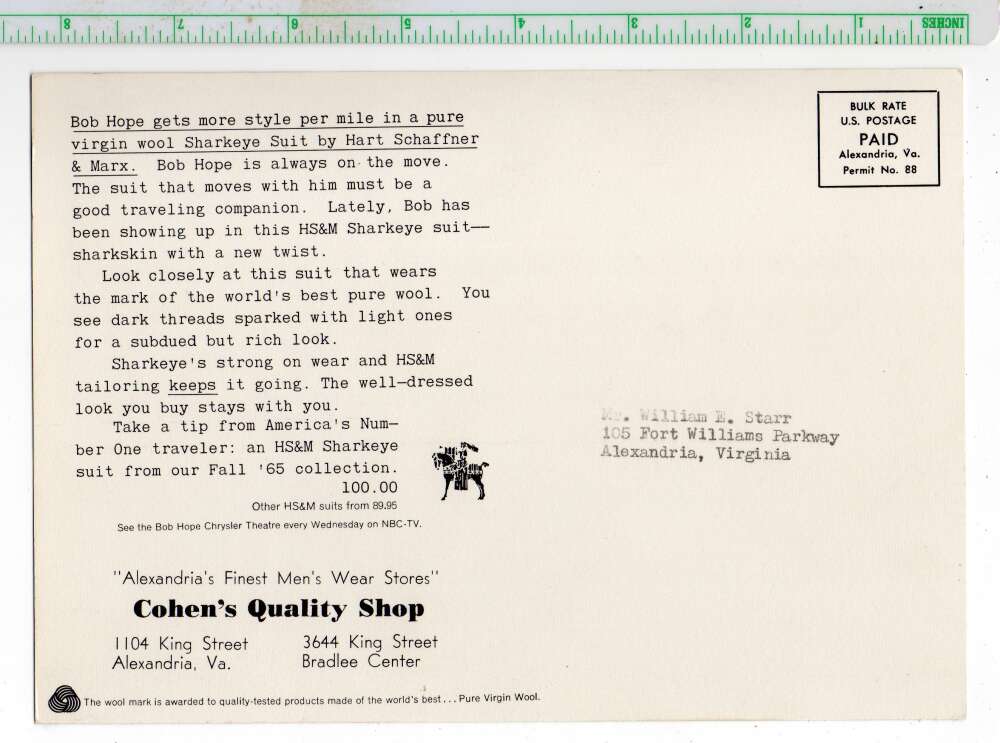 8 7 6 5 4 3 2 1 INCHES
Bob Hope gets more style per mile in a pure
virgin wool Sharkeye Suit by Hart Schaffner
& Marx. Bob Hope is always on the move.
The suit that moves with him must be a
good traveling companion. Lately, Bob has
been showing up in this HS&M Sharkeye suit——
sharkskin with a new twist.
Look closely at this suit that wears
the mark of the world's best pure wool. You
see dark threads sparked with light ones
for a subdued but rich look.
Sharkeye's strong on wear and HS&M
tailoring keeps it going. The well—dressed
look you buy stays with you.
Take a tip from America's Num—
ber One traveler: an HS&M Sharkeye
suit from our Fall '65 collection.
100.00
Other HS&M suits from 89.95
See the Bob Hope Chrysler Theatre every Wednesday on NBC-TV.
"Alexandria's Finest Men's Wear Stores"
Cohen's Quality Shop
1104 King Street
Alexandria, Va.
3644 King Street
Bradlee Center
The wool mark is awarded to quality-tested products made of the world's best... Pure Virgin Wool.
BULK RATE
U.S. POSTAGE
PAID
Alexandria, Va.
Permit No. 88
Mr. William E. Starr
105 Fort Williams Parkway
Alexandria, Virginia